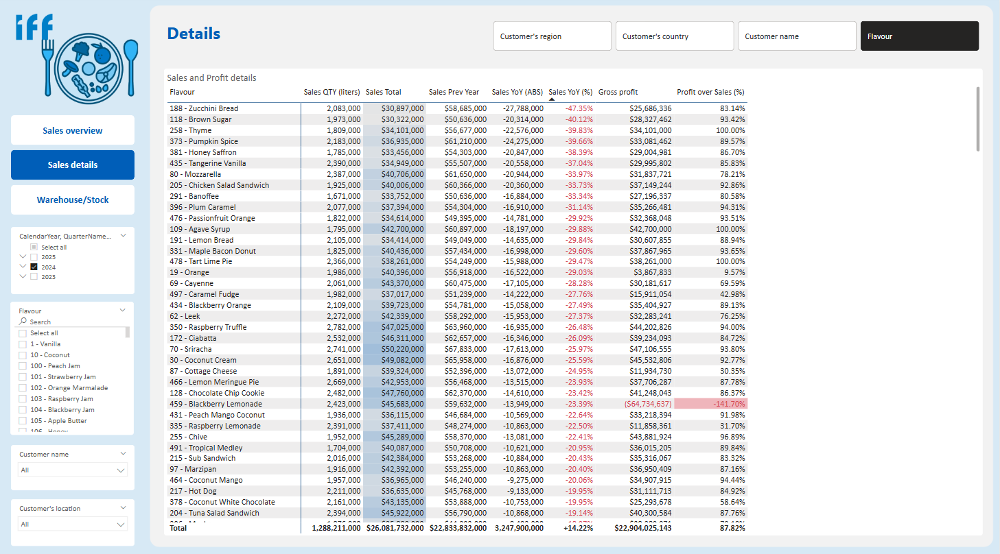 iff
Details
Customer's region
Customer's country
Customer name
Flavour
Sales overview
Sales details
Warehouse/Stock
CalendarYear, QuarterName...
Select all
2025
2024
2023
Flavour
Search
Select all
1 - Vanilla
10 - Coconut
100 - Peach Jam
101 - Strawberry Jam
102 - Orange Marmalade
103 - Raspberry Jam
104 - Blackberry Jam
105 - Apple Butter
106 - Honey
Customer name
All
Customer's location
All
Sales and Profit details
Flavour Sales QTY (liters) Sales Total Sales Prev Year Sales YoY (ABS) Sales YoY (%) Gross profit Profit over Sales (%)
188 - Zucchini Bread 2,083,000 $30,897,000 $58,685,000 -27,788,000 -47.35% $25,686,336 83.14%
118 - Brown Sugar 1,973,000 $30,322,000 $50,636,000 -20,314,000 -40.12% $28,327,462 93.42%
258 - Thyme 1,809,000 $34,101,000 $56,677,000 -22,576,000 -39.83% $34,101,000 100.00%
373 - Pumpkin Spice 2,183,000 $36,935,000 $61,210,000 -24,275,000 -39.66% $33,081,462 89.57%
381 - Honey Saffron 1,785,000 $33,456,000 $54,303,000 -20,847,000 -38.39% $29,004,981 86.70%
435 - Tangerine Vanilla 2,390,000 $34,949,000 $55,507,000 -20,558,000 -37.04% $29,995,802 85.83%
80 - Mozzarella 2,387,000 $40,706,000 $61,650,000 -20,944,000 -33.97% $31,837,721 78.21%
205 - Chicken Salad Sandwich 1,925,000 $40,006,000 $60,366,000 -20,360,000 -33.73% $37,149,244 92.86%
291 - Banoffee 1,671,000 $33,752,000 $50,636,000 -16,884,000 -33.34% $27,196,337 80.58%
396 - Plum Caramel 2,077,000 $37,394,000 $54,304,000 -16,910,000 -31.14% $35,266,481 94.31%
476 - Passionfruit Orange 1,822,000 $34,614,000 $49,395,000 -14,781,000 -29.92% $32,368,048 93.51%
109 - Agave Syrup 1,795,000 $42,700,000 $60,897,000 -18,197,000 -29.88% $42,700,000 100.00%
191 - Lemon Bread 2,105,000 $34,414,000 $49,049,000 -14,635,000 -29.84% $30,607,855 88.94%
331 - Maple Bacon Donut 1,825,000 $40,436,000 $57,434,000 -16,998,000 -29.60% $37,867,965 93.65%
478 - Tart Lime Pie 2,366,000 $38,261,000 $54,249,000 -15,988,000 -29.47% $38,261,000 100.00%
19 - Orange 1,986,000 $40,396,000 $56,918,000 -16,522,000 -29.03% $3,867,833 9.57%
69 - Cayenne 2,061,000 $43,370,000 $60,475,000 -17,105,000 -28.28% $30,181,617 69.59%
497 - Caramel Fudge 1,982,000 $37,017,000 $51,239,000 -14,222,000 -27.76% $15,911,054 42.98%
434 - Blackberry Orange 2,109,000 $39,723,000 $54,781,000 -15,058,000 -27.49% $35,404,927 89.13%
62 - Leek 2,272,000 $42,339,000 $58,292,000 -15,953,000 -27.37% $32,283,241 76.25%
350 - Raspberry Truffle 2,782,000 $47,025,000 $63,960,000 -16,935,000 -26.48% $44,202,826 94.00%
172 - Ciabatta 2,532,000 $46,311,000 $62,657,000 -16,346,000 -26.09% $39,234,093 84.72%
70 - Sriracha 2,741,000 $50,220,000 $67,833,000 -17,613,000 -25.97% $47,106,555 93.80%
30 - Coconut Cream 2,651,000 $49,082,000 $65,958,000 -16,876,000 -25.59% $45,532,806 92.77%
87 - Cottage Cheese 1,891,000 $39,324,000 $52,396,000 -13,072,000 -24.95% $11,934,730 30.35%
466 - Lemon Meringue Pie 2,669,000 $42,953,000 $56,468,000 -13,515,000 -23.93% $37,706,287 87.78%
128 - Chocolate Chip Cookie 2,482,000 $47,760,000 $62,370,000 -14,610,000 -23.42% $41,248,043 86.37%
459 - Blackberry Lemonade 2,423,000 $45,683,000 $59,632,000 -13,949,000 -23.39% ($64,734,637) -141.70%
431 - Peach Mango Coconut 1,936,000 $36,115,000 $46,684,000 -10,569,000 -22.64% $33,218,394 91.98%
335 - Raspberry Lemonade 2,391,000 $37,411,000 $48,274,000 -10,863,000 -22.50% $11,858,361 31.70%
255 - Chive 1,952,000 $45,289,000 $58,370,000 -13,081,000 -22.41% $43,881,924 96.89%
491 - Tropical Medley 1,704,000 $40,087,000 $50,708,000 -10,621,000 -20.95% $36,015,205 89.84%
215 - Sub Sandwich 2,016,000 $42,384,000 $53,268,000 -10,884,000 -20.43% $35,316,067 83.32%
97 - Marzipan 1,916,000 $42,392,000 $53,255,000 -10,863,000 -20.40% $36,950,409 87.16%
464 - Coconut Mango 1,957,000 $36,965,000 $46,240,000 -9,275,000 -20.06% $34,907,915 94.44%
217 - Hot Dog 2,211,000 $36,635,000 $45,768,000 -9,133,000 -19.95% $31,111,713 84.92%
378 - Coconut White Chocolate 2,161,000 $43,135,000 $53,888,000 -10,753,000 -19.95% $25,293,678 58.64%
204 - Tuna Salad Sandwich 2,394,000 $45,922,000 $56,790,000 -10,868,000 -19.14% $40,300,584 87.76%
Total 1,288,211,000 $26,081,732,000 $22,833,832,000 3,247,900,000 +14.22% $22,904,025,143 87.82%